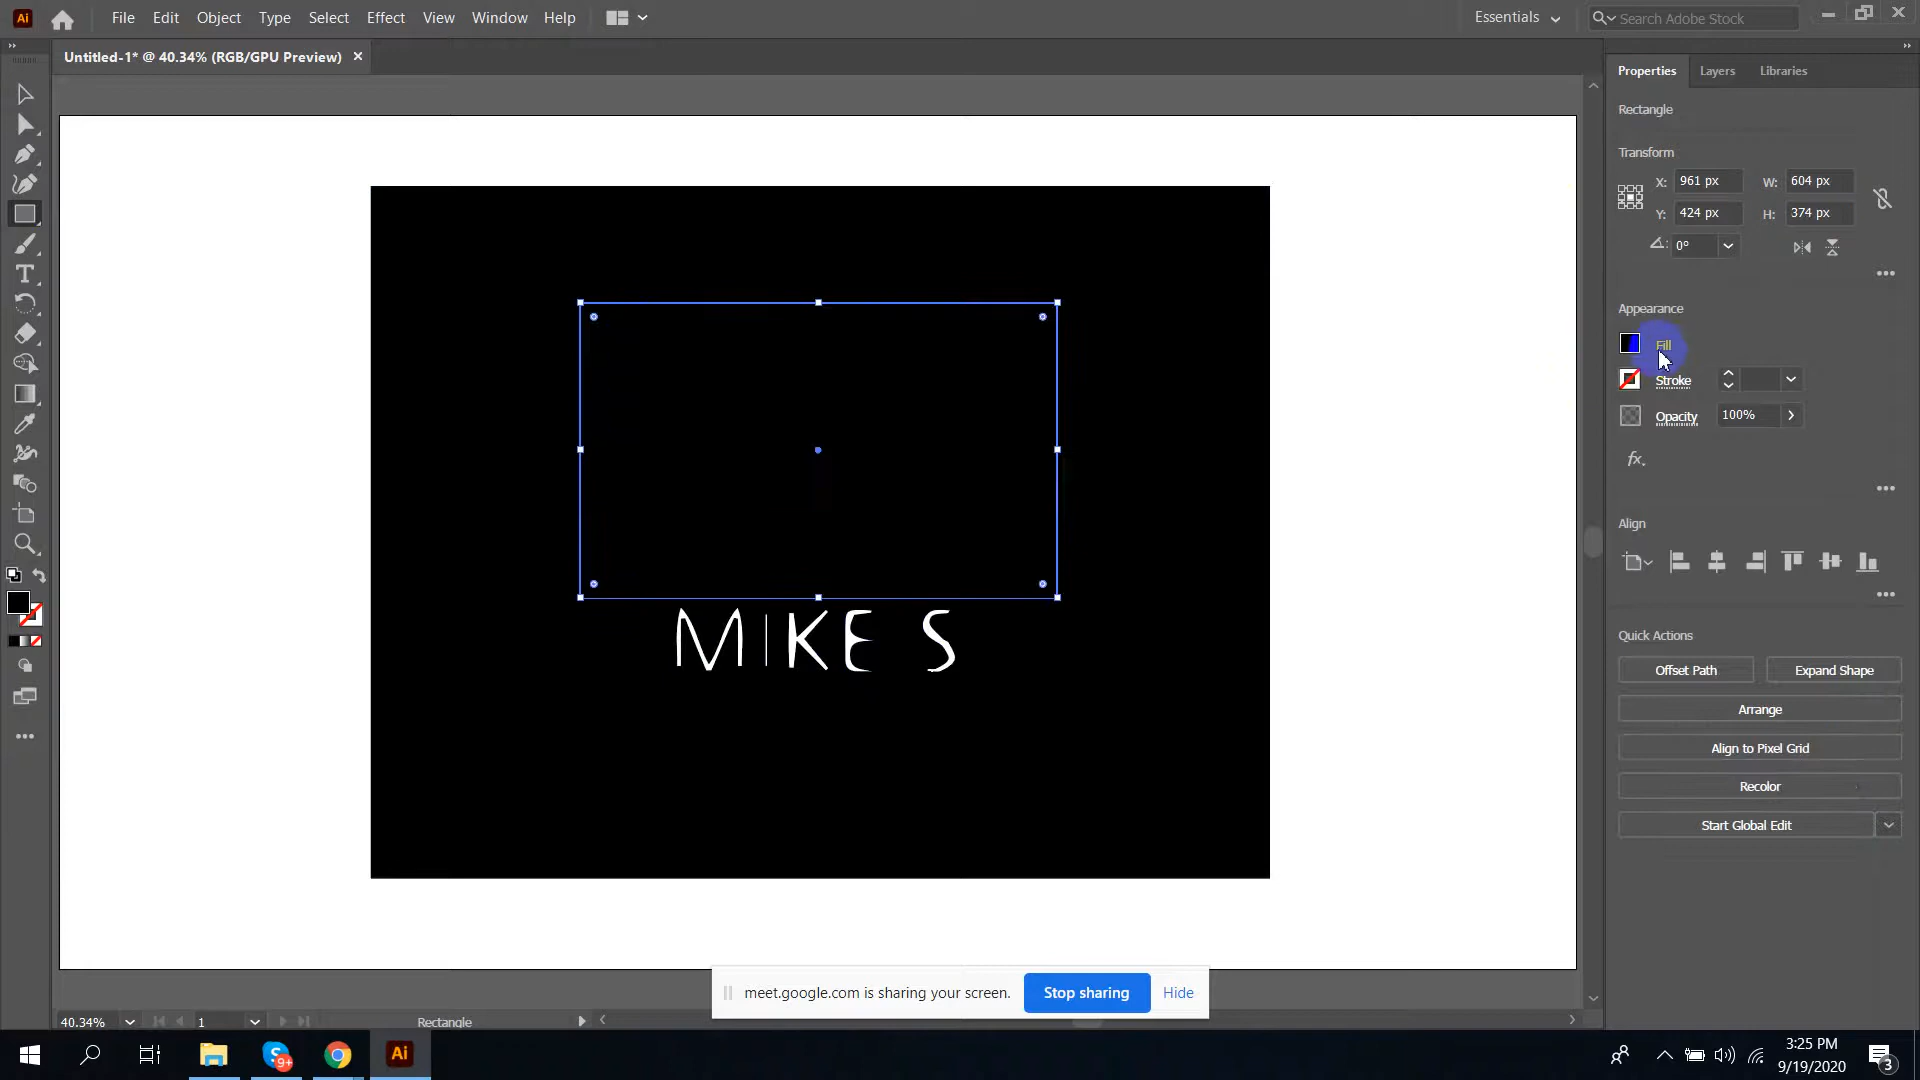 Ai File Edit Object Type Select Effect View Window Help Essentials Search Adobe Stock
Untitled-1* @ 40.34% (RGB/GPU Preview)
Properties Layers Libraries
Rectangle
Transform
X: 961 px W: 604 px
Y: 424 px H: 374 px
0°
Appearance
Fill
Stroke
Opacity 100%
fx.
Align
MIKE S
Quick Actions
Offset Path Expand Shape
Arrange
Align to Pixel Grid
Recolor
Start Global Edit
meet.google.com is sharing your screen. Stop sharing Hide
40.34% 1 Rectangle
9+ Ai
3:25 PM
9/19/2020
3